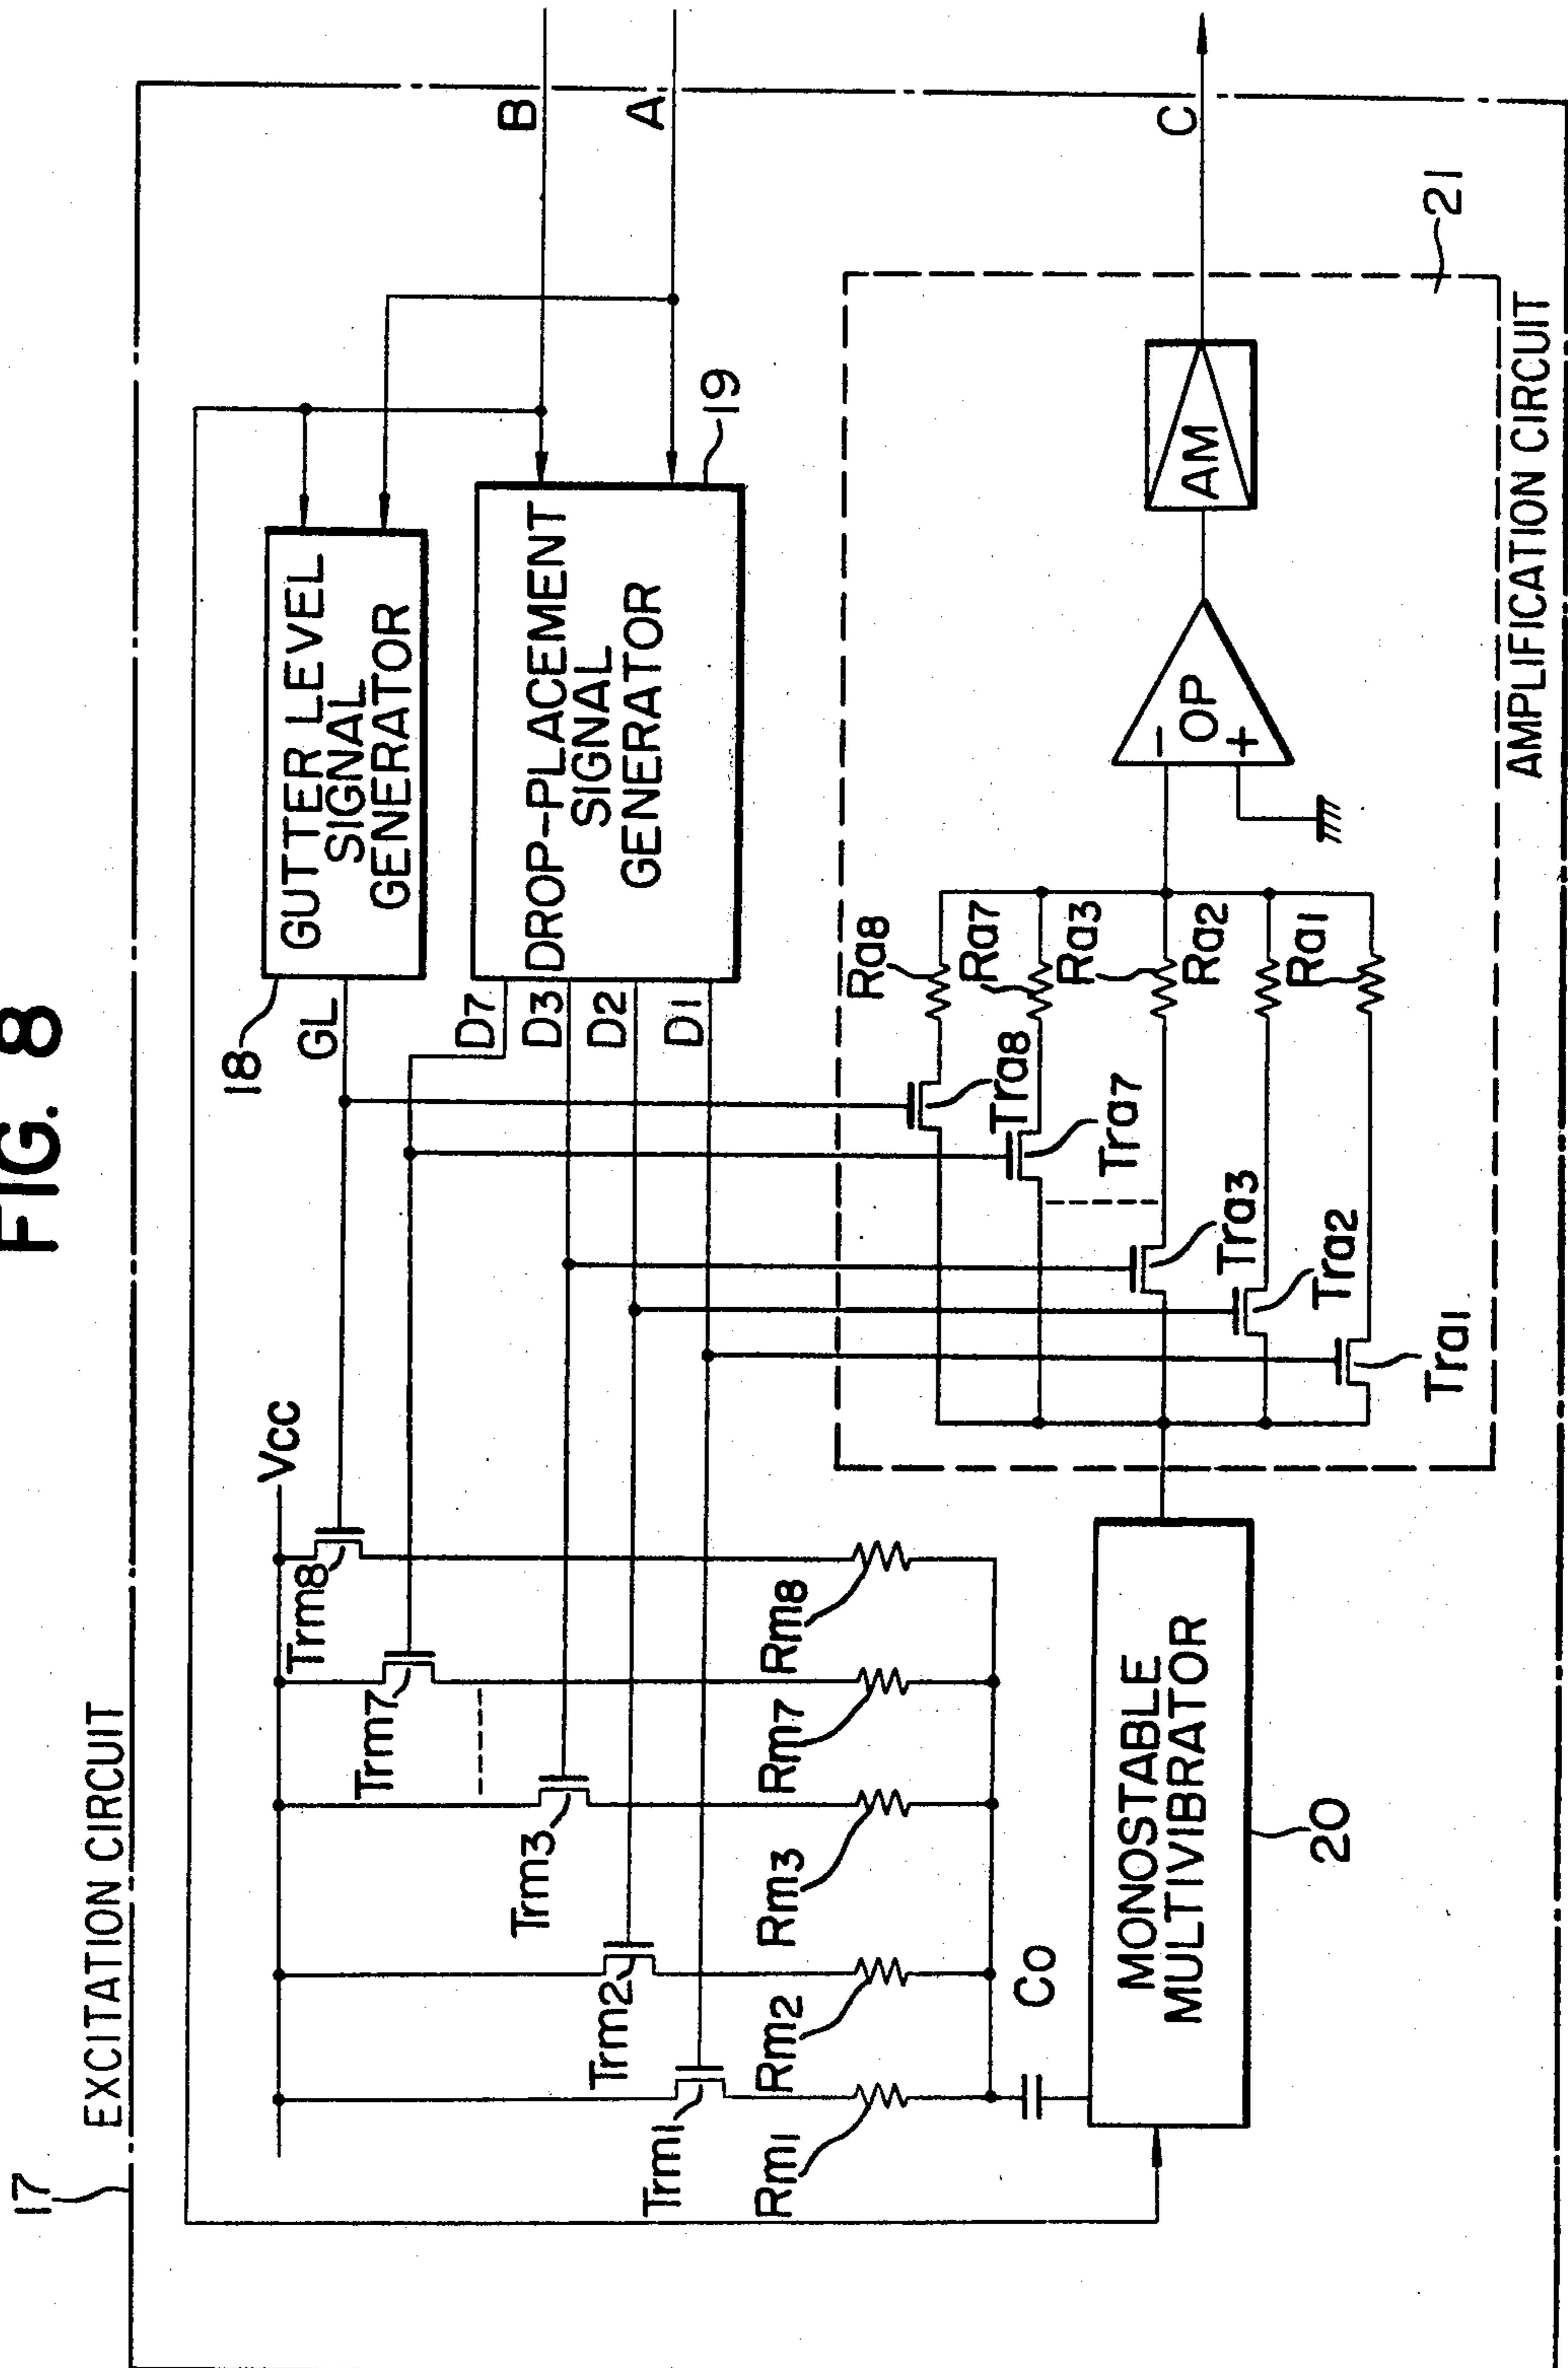 FIG. 8
17
EXCITATION CIRCUIT
B
A
C
Vcc
18
GUTTER LEVEL
SIGNAL
GENERATOR
GL
19
DROP-PLACEMENT
SIGNAL
GENERATOR
D7
D3
D2
D1
Trm1
Trm2
Trm3
Trm7
Trm8
Rm1
Rm2
Rm3
Rm7
Rm8
C0
MONOSTABLE
MULTIVIBRATOR
20
Ra8
Ra7
Ra3
Ra2
Ra1
Tra8
Tra7
Tra3
Tra2
Tra1
−
OP
+
AM
21
AMPLIFICATION CIRCUIT